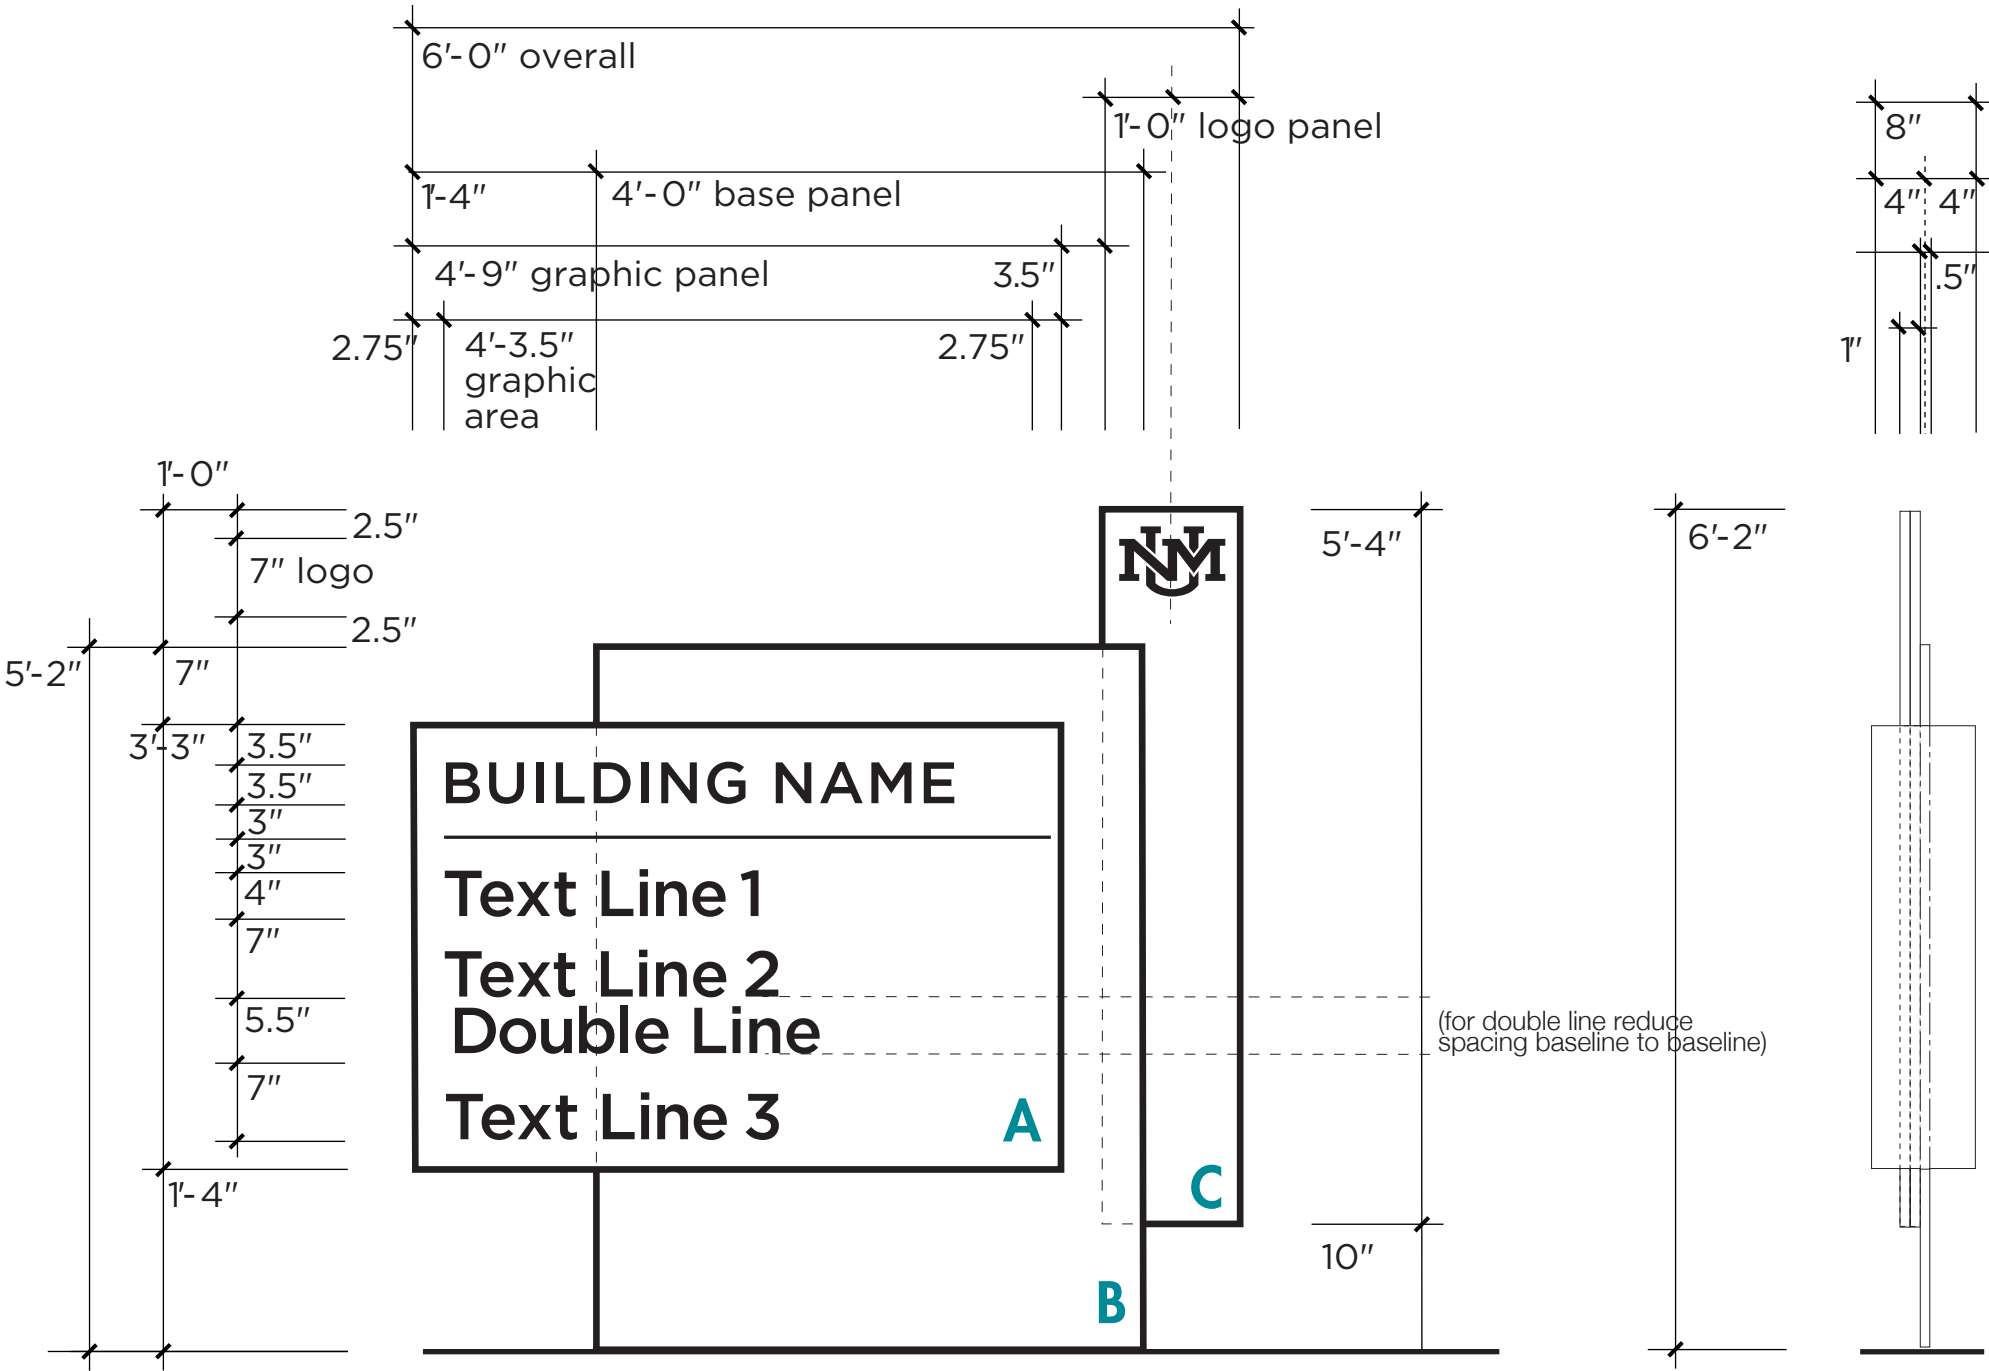 6'-0" overall
1'-0" logo panel
8"
1'-4"
4'-0" base panel
4"
4"
4'-9" graphic panel
3.5"
.5"
2.75"
4'-3.5"
graphic
area
2.75"
1"
1'-0"
2.5"
7" logo
2.5"
5'-2"
7"
3'-3"
3.5"
3.5"
3"
3"
4"
7"
5.5"
7"
1'-4"
UNM
5'-4"
6'-2"
BUILDING NAME
Text Line 1
Text Line 2
Double Line
Text Line 3
A
C
B
(for double line reduce
spacing baseline to baseline)
10"